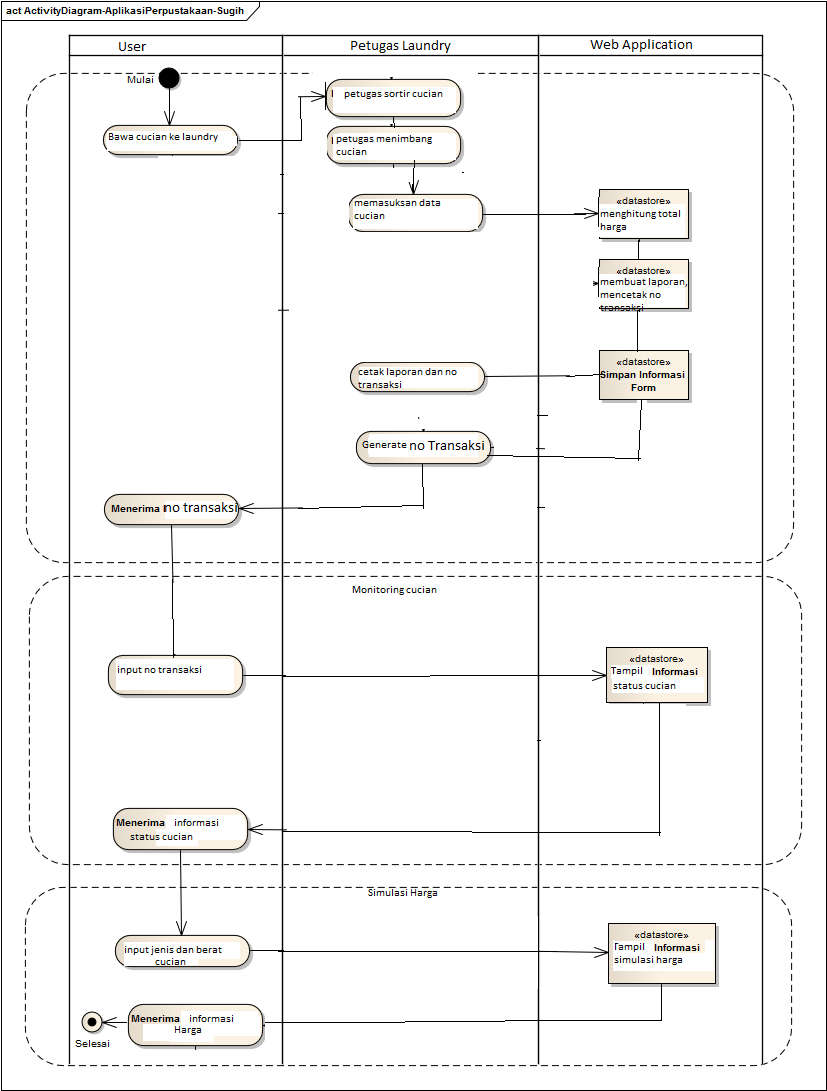 act ActivityDiagram-AplikasiPerpustakaan-Sugih
User
Petugas Laundry
Web Application
Mulai
Bawa cucian ke laundry
petugas sortir cucian
petugas menimbang
cucian
memasuksan data
cucian
«datastore»
menghitung total
harga
«datastore»
membuat laporan,
mencetak no
transaksi
«datastore»
Simpan Informasi
Form
cetak laporan dan no
transaksi
Generate no Transaksi
Menerima no transaksi
Monitoring cucian
input no transaksi
«datastore»
Tampil Informasi
status cucian
Menerima informasi
status cucian
Simulasi Harga
input jenis dan berat
cucian
«datastore»
Tampil Informasi
simulasi harga
Menerima informasi
Harga
Selesai